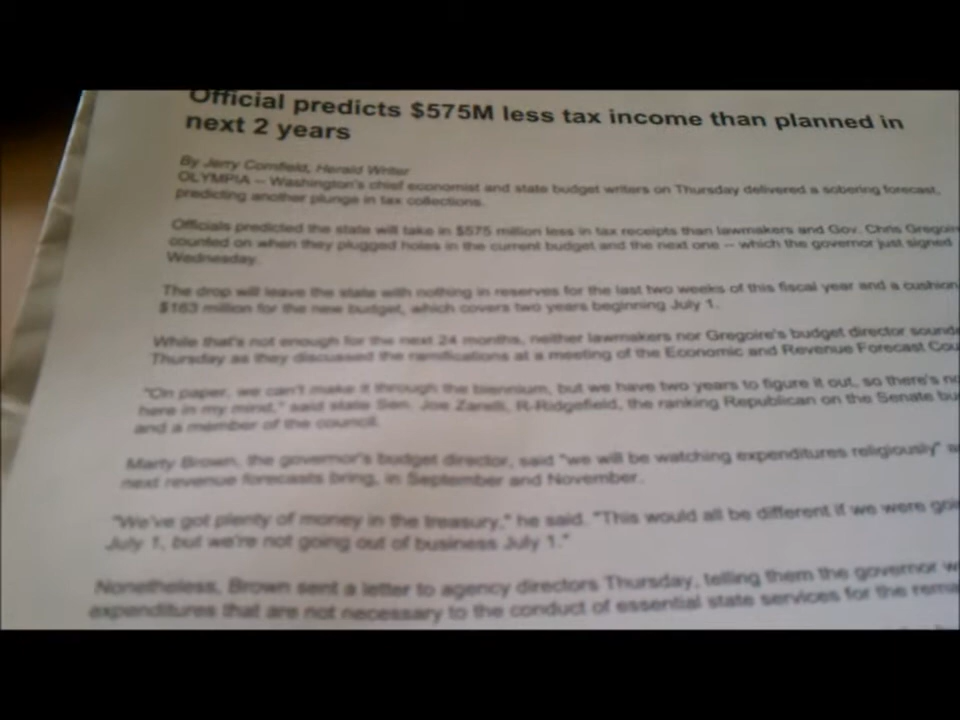 Official predicts $575M less tax income than planned in
next 2 years
By Jerry Cornfield, Herald Writer
OLYMPIA -- Washington's chief economist and state budget writers on Thursday delivered a sobering forecast,
predicting another plunge in tax collections.
Officials predicted the state will take in $575 million less in tax receipts than lawmakers and Gov. Chris Gregoire
counted on when they plugged holes in the current budget and the next one -- which the governor just signed
Wednesday.
The drop will leave the state with nothing in reserves for the last two weeks of this fiscal year and a cushion
$163 million for the new budget, which covers two years beginning July 1.
While that's not enough for the next 24 months, neither lawmakers nor Gregoire's budget director
Thursday as they discussed the ramifications at a meeting of the Economic and Revenue Forecast
"On paper, we can't make it through the biennium, but we have two years to figure it out, so there's
here in my mind," said state Sen. Joe Zarelli, R-Ridgefield, the ranking Republican on the Senate
and a member of the council.
Marty Brown, the governor's budget director, said "we will be watching expenditures religiously"
next revenue forecasts bring, in September and November.
"We've got plenty of money in the treasury," he said. "This would all be different if we were
July 1, but we're not going out of business July 1."
Nonetheless, Brown sent a letter to agency directors Thursday, telling them the governor
expenditures that are not necessary to the conduct of essential state services for the